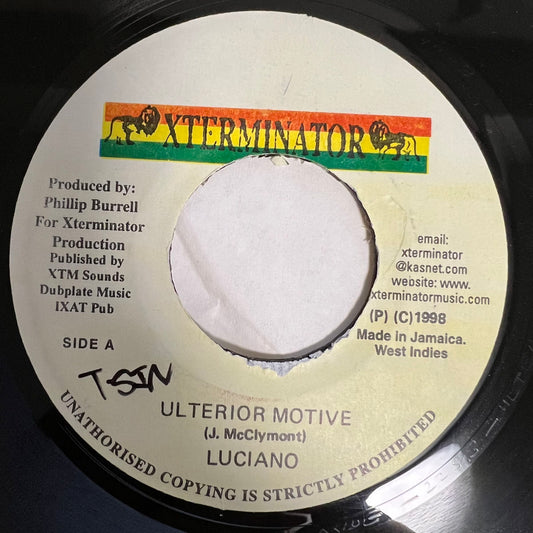 XTERMINATOR
Produced by:
Phillip Burrell
For Xterminator
Production
Published by
XTM Sounds
Dubplate Music
IXAT Pub
SIDE A
email:
xterminator
@kasnet.com
website: www.
xterminatormusic.com
(P) (C)1998
Made in Jamaica.
West Indies
T-SIN
ULTERIOR MOTIVE
(J. McClymont)
LUCIANO
UNATHORISED COPYING IS STRICTLY PROHIBITED